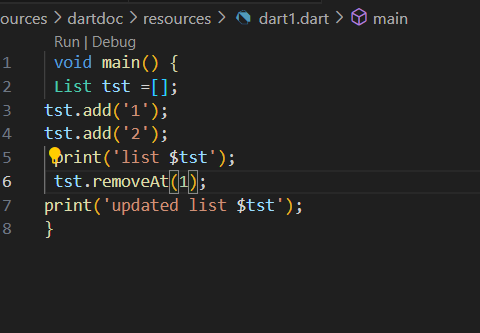 ources > dartdoc > resources > dart1.dart > main
Run | Debug
1 void main() {
2 List tst =[];
3 tst.add('1');
4 tst.add('2');
5 print('list $tst');
6 tst.removeAt(1);
7 print('updated list $tst');
8 }